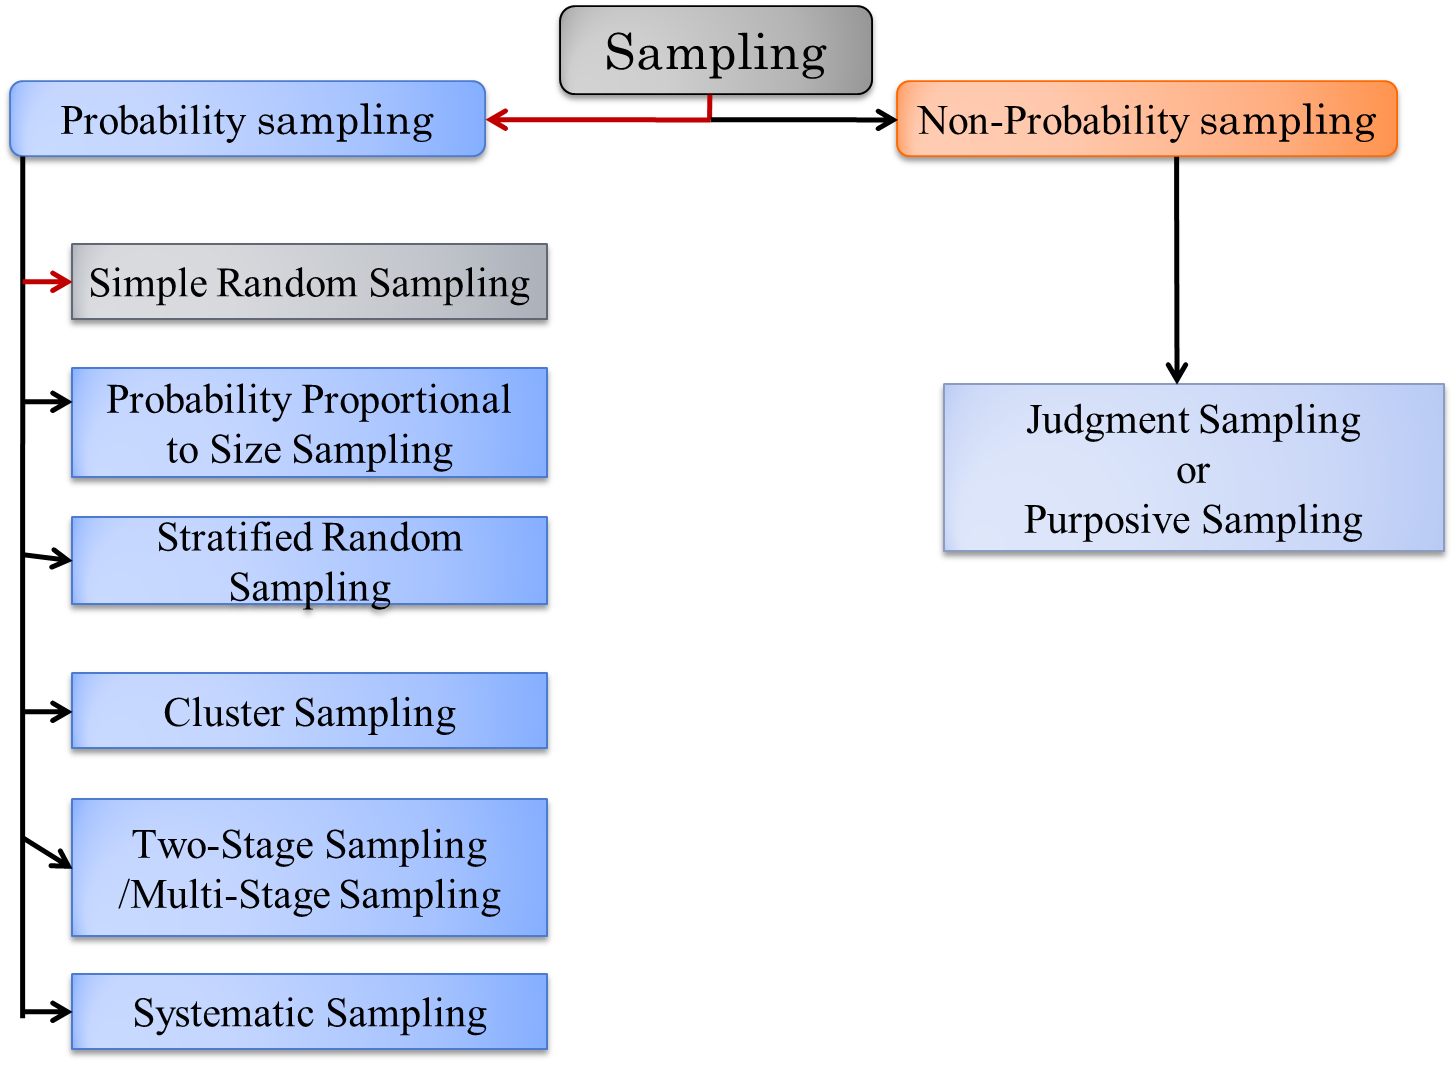 Sampling
Probability sampling
Non-Probability sampling
Simple Random Sampling
Probability Proportional
to Size Sampling
Stratified Random
Sampling
Cluster Sampling
Two-Stage Sampling
/Multi-Stage Sampling
Systematic Sampling
Judgment Sampling
or
Purposive Sampling